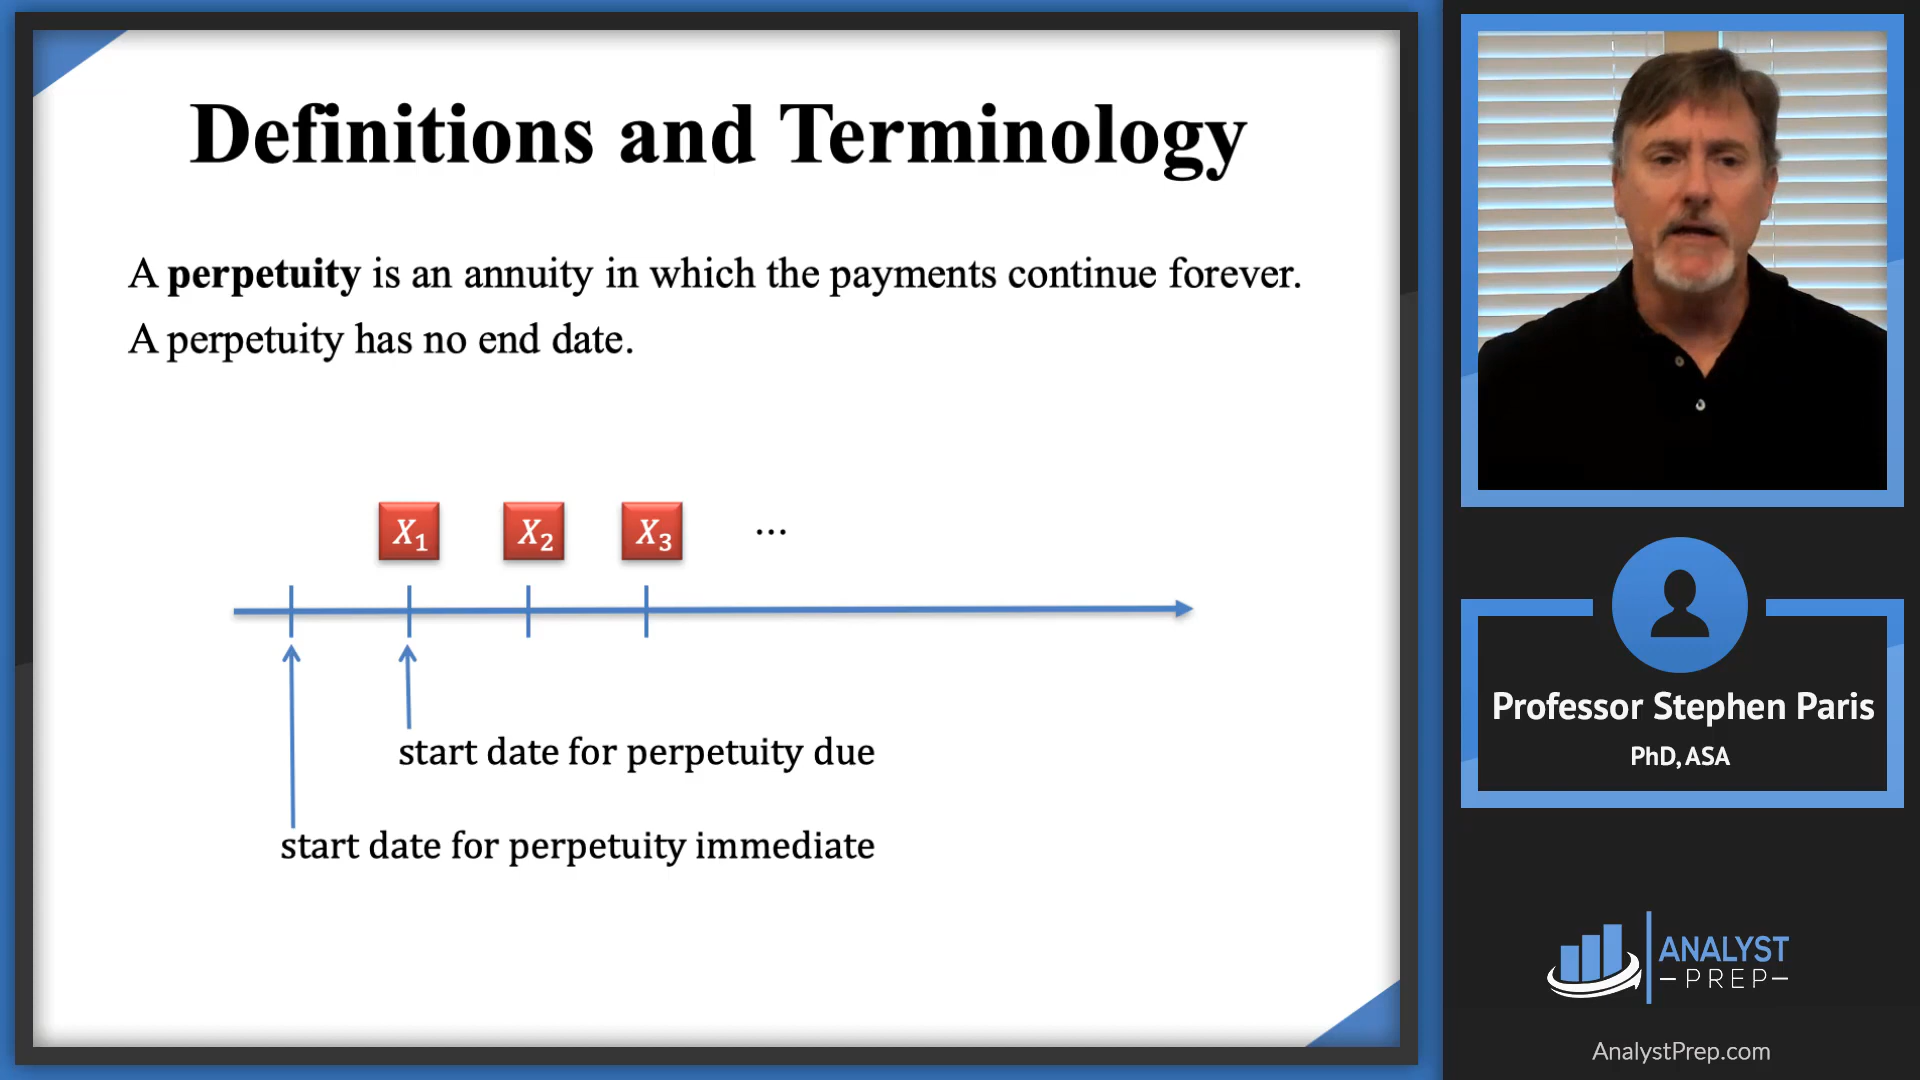 Definitions and Terminology
A perpetuity is an annuity in which the payments continue forever.
A perpetuity has no end date.
X₁ X₂ X₃ ...
start date for perpetuity due
start date for perpetuity immediate
Professor Stephen Paris
PhD, ASA
ANALYST
PREP
AnalystPrep.com